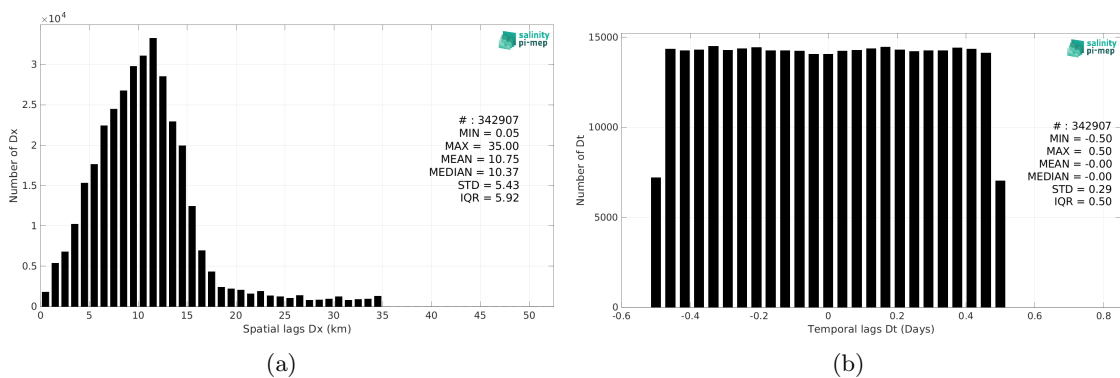 ×10⁴
3
2.5
2
1.5
1
0.5
0
Number of Dx
0 5 10 15 20 25 30 35 40 45 50
Spatial lags Dx (km)
salinity
pi-mep
# : 342907
MIN = 0.05
MAX = 35.00
MEAN = 10.75
MEDIAN = 10.37
STD = 5.43
IQR = 5.92
(a)
15000
10000
5000
0
Number of Dt
-0.6 -0.4 -0.2 0 0.2 0.4 0.6 0.8
Temporal lags Dt (Days)
salinity
pi-mep
# : 342907
MIN = -0.50
MAX = 0.50
MEAN = -0.00
MEDIAN = -0.00
STD = 0.29
IQR = 0.50
(b)